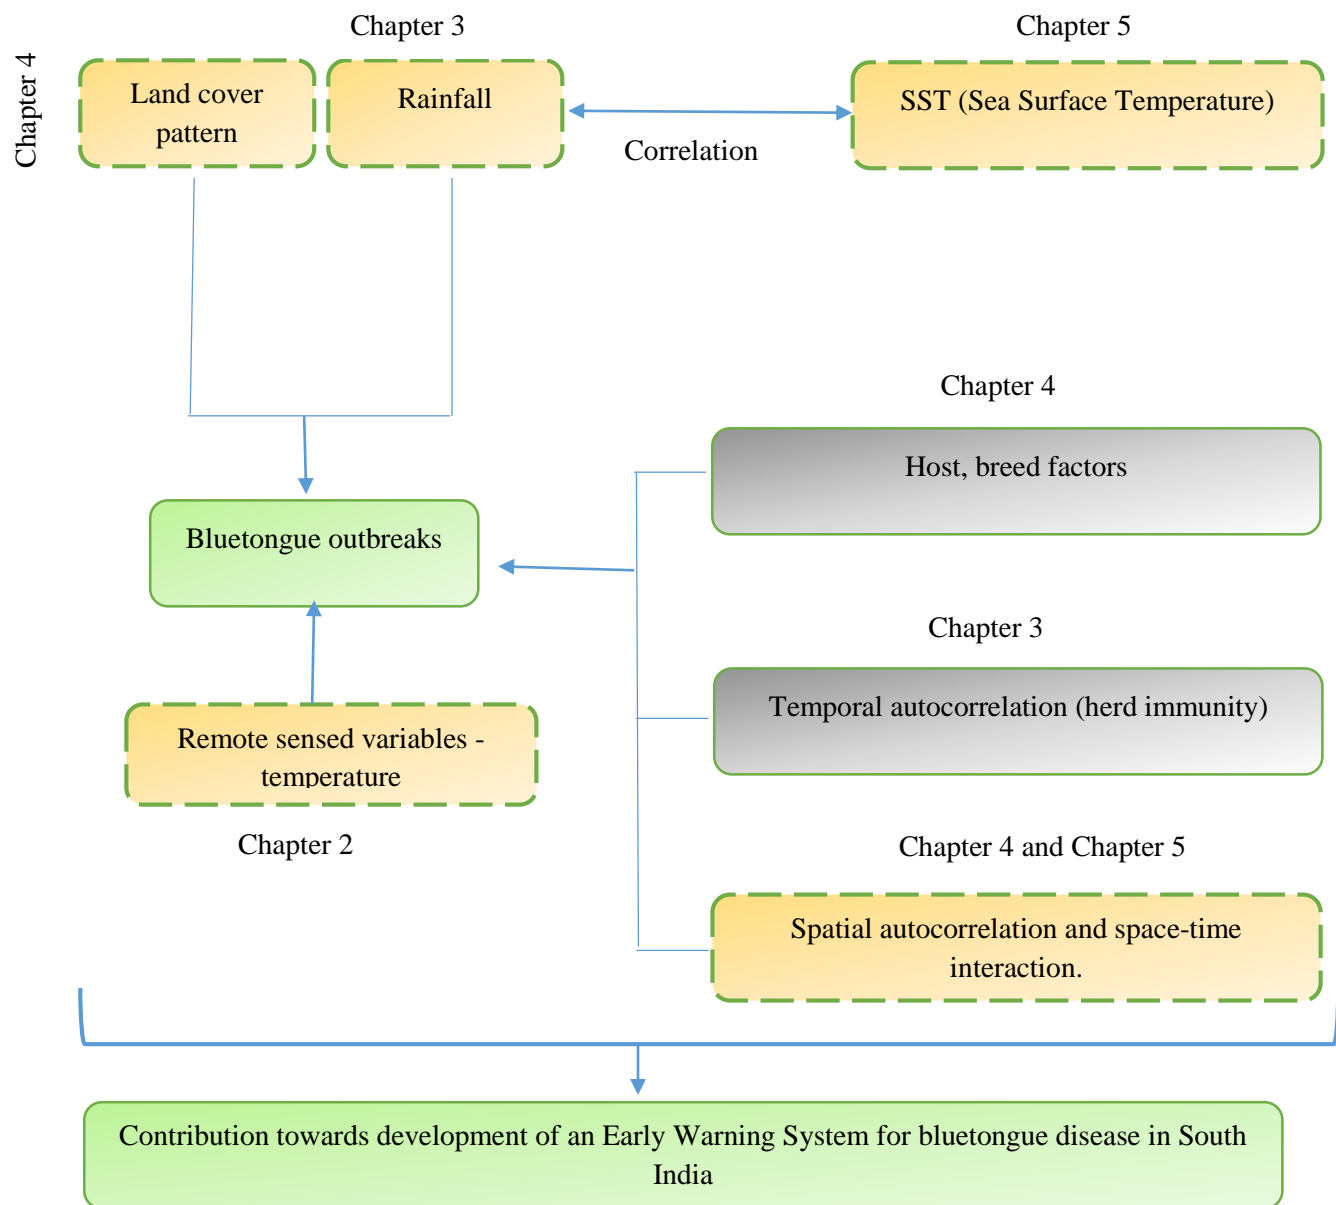 Chapter 3
Chapter 5
Chapter 4
Land cover
pattern
Rainfall
SST (Sea Surface Temperature)
Correlation
Chapter 4
Host, breed factors
Bluetongue outbreaks
Chapter 3
Temporal autocorrelation (herd immunity)
Remote sensed variables -
temperature
Chapter 2
Chapter 4 and Chapter 5
Spatial autocorrelation and space-time
interaction.
Contribution towards development of an Early Warning System for bluetongue disease in South
India